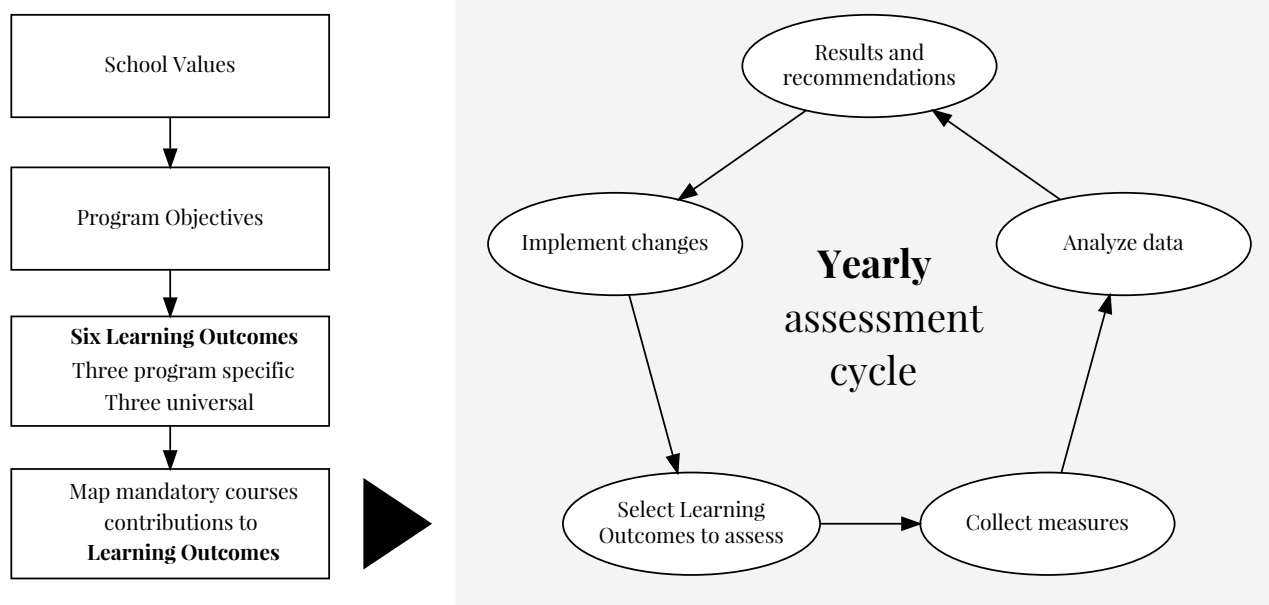 School Values
Program Objectives
Six Learning Outcomes
Three program specific
Three universal
Map mandatory courses
contributions to
Learning Outcomes
Results and
recommendations
Implement changes
Analyze data
Yearly
assessment
cycle
Select Learning
Outcomes to assess
Collect measures